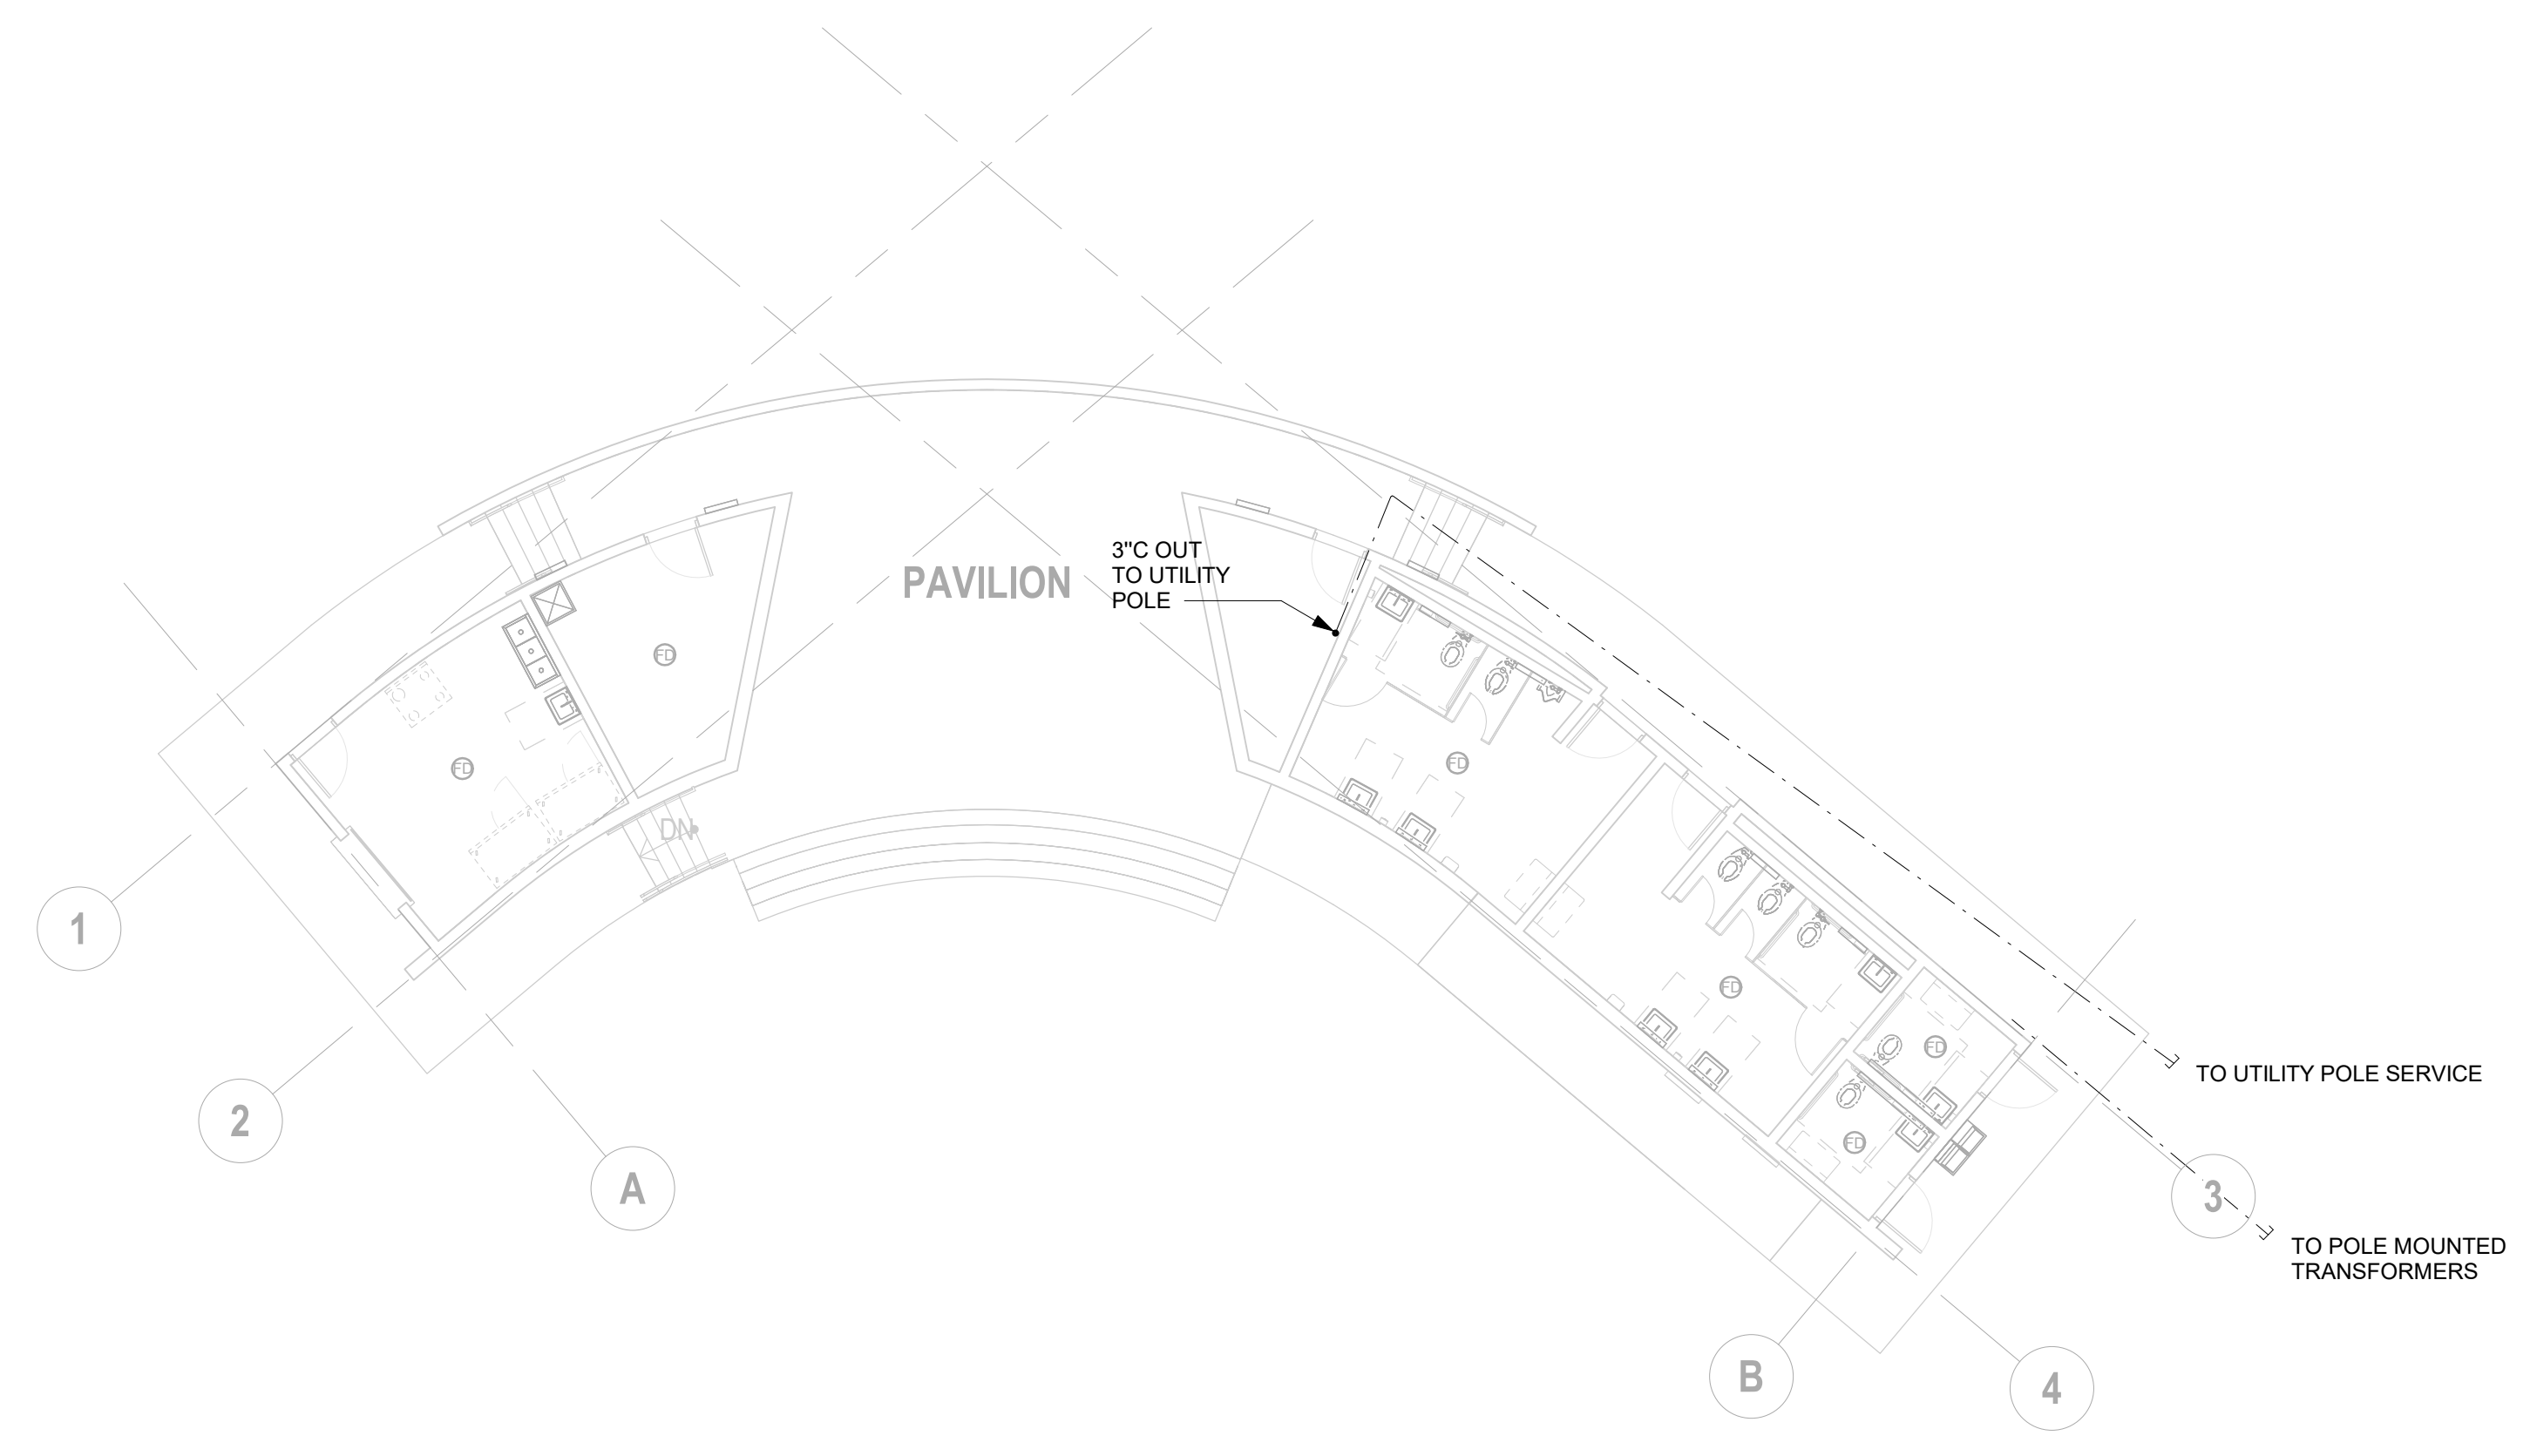 3"C OUT
TO UTILITY
POLE
PAVILION
FD
FD
FD
DN
1
FD
FD
TO UTILITY POLE SERVICE
2
FD
A
3
TO POLE MOUNTED
TRANSFORMERS
B
4